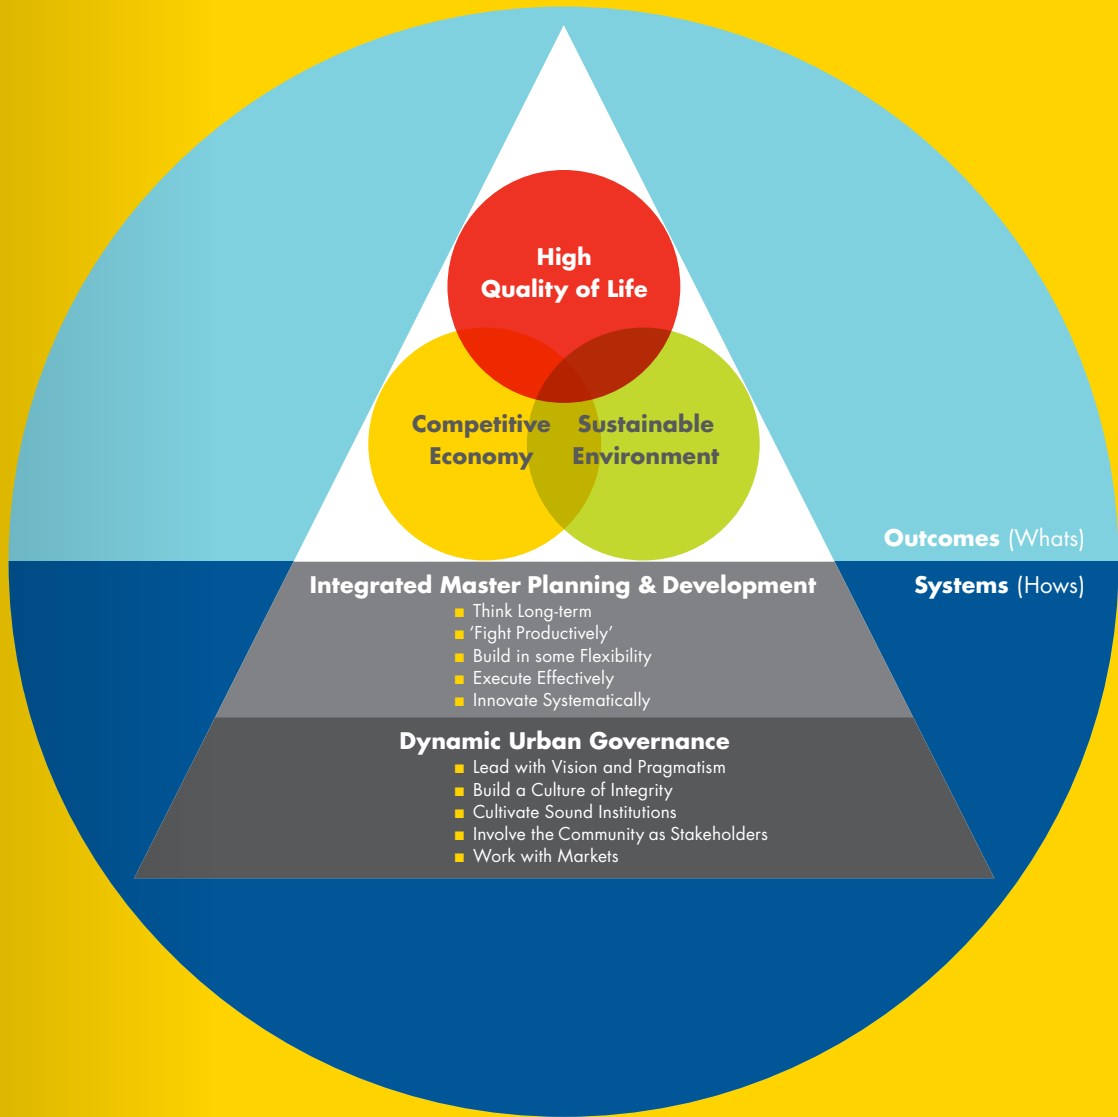 High
Quality of Life
Competitive
Economy
Sustainable
Environment
Outcomes (Whats)
Systems (Hows)
Integrated Master Planning & Development
■ Think Long-term
■ ‘Fight Productively’
■ Build in some Flexibility
■ Execute Effectively
■ Innovate Systematically
Dynamic Urban Governance
■ Lead with Vision and Pragmatism
■ Build a Culture of Integrity
■ Cultivate Sound Institutions
■ Involve the Community as Stakeholders
■ Work with Markets